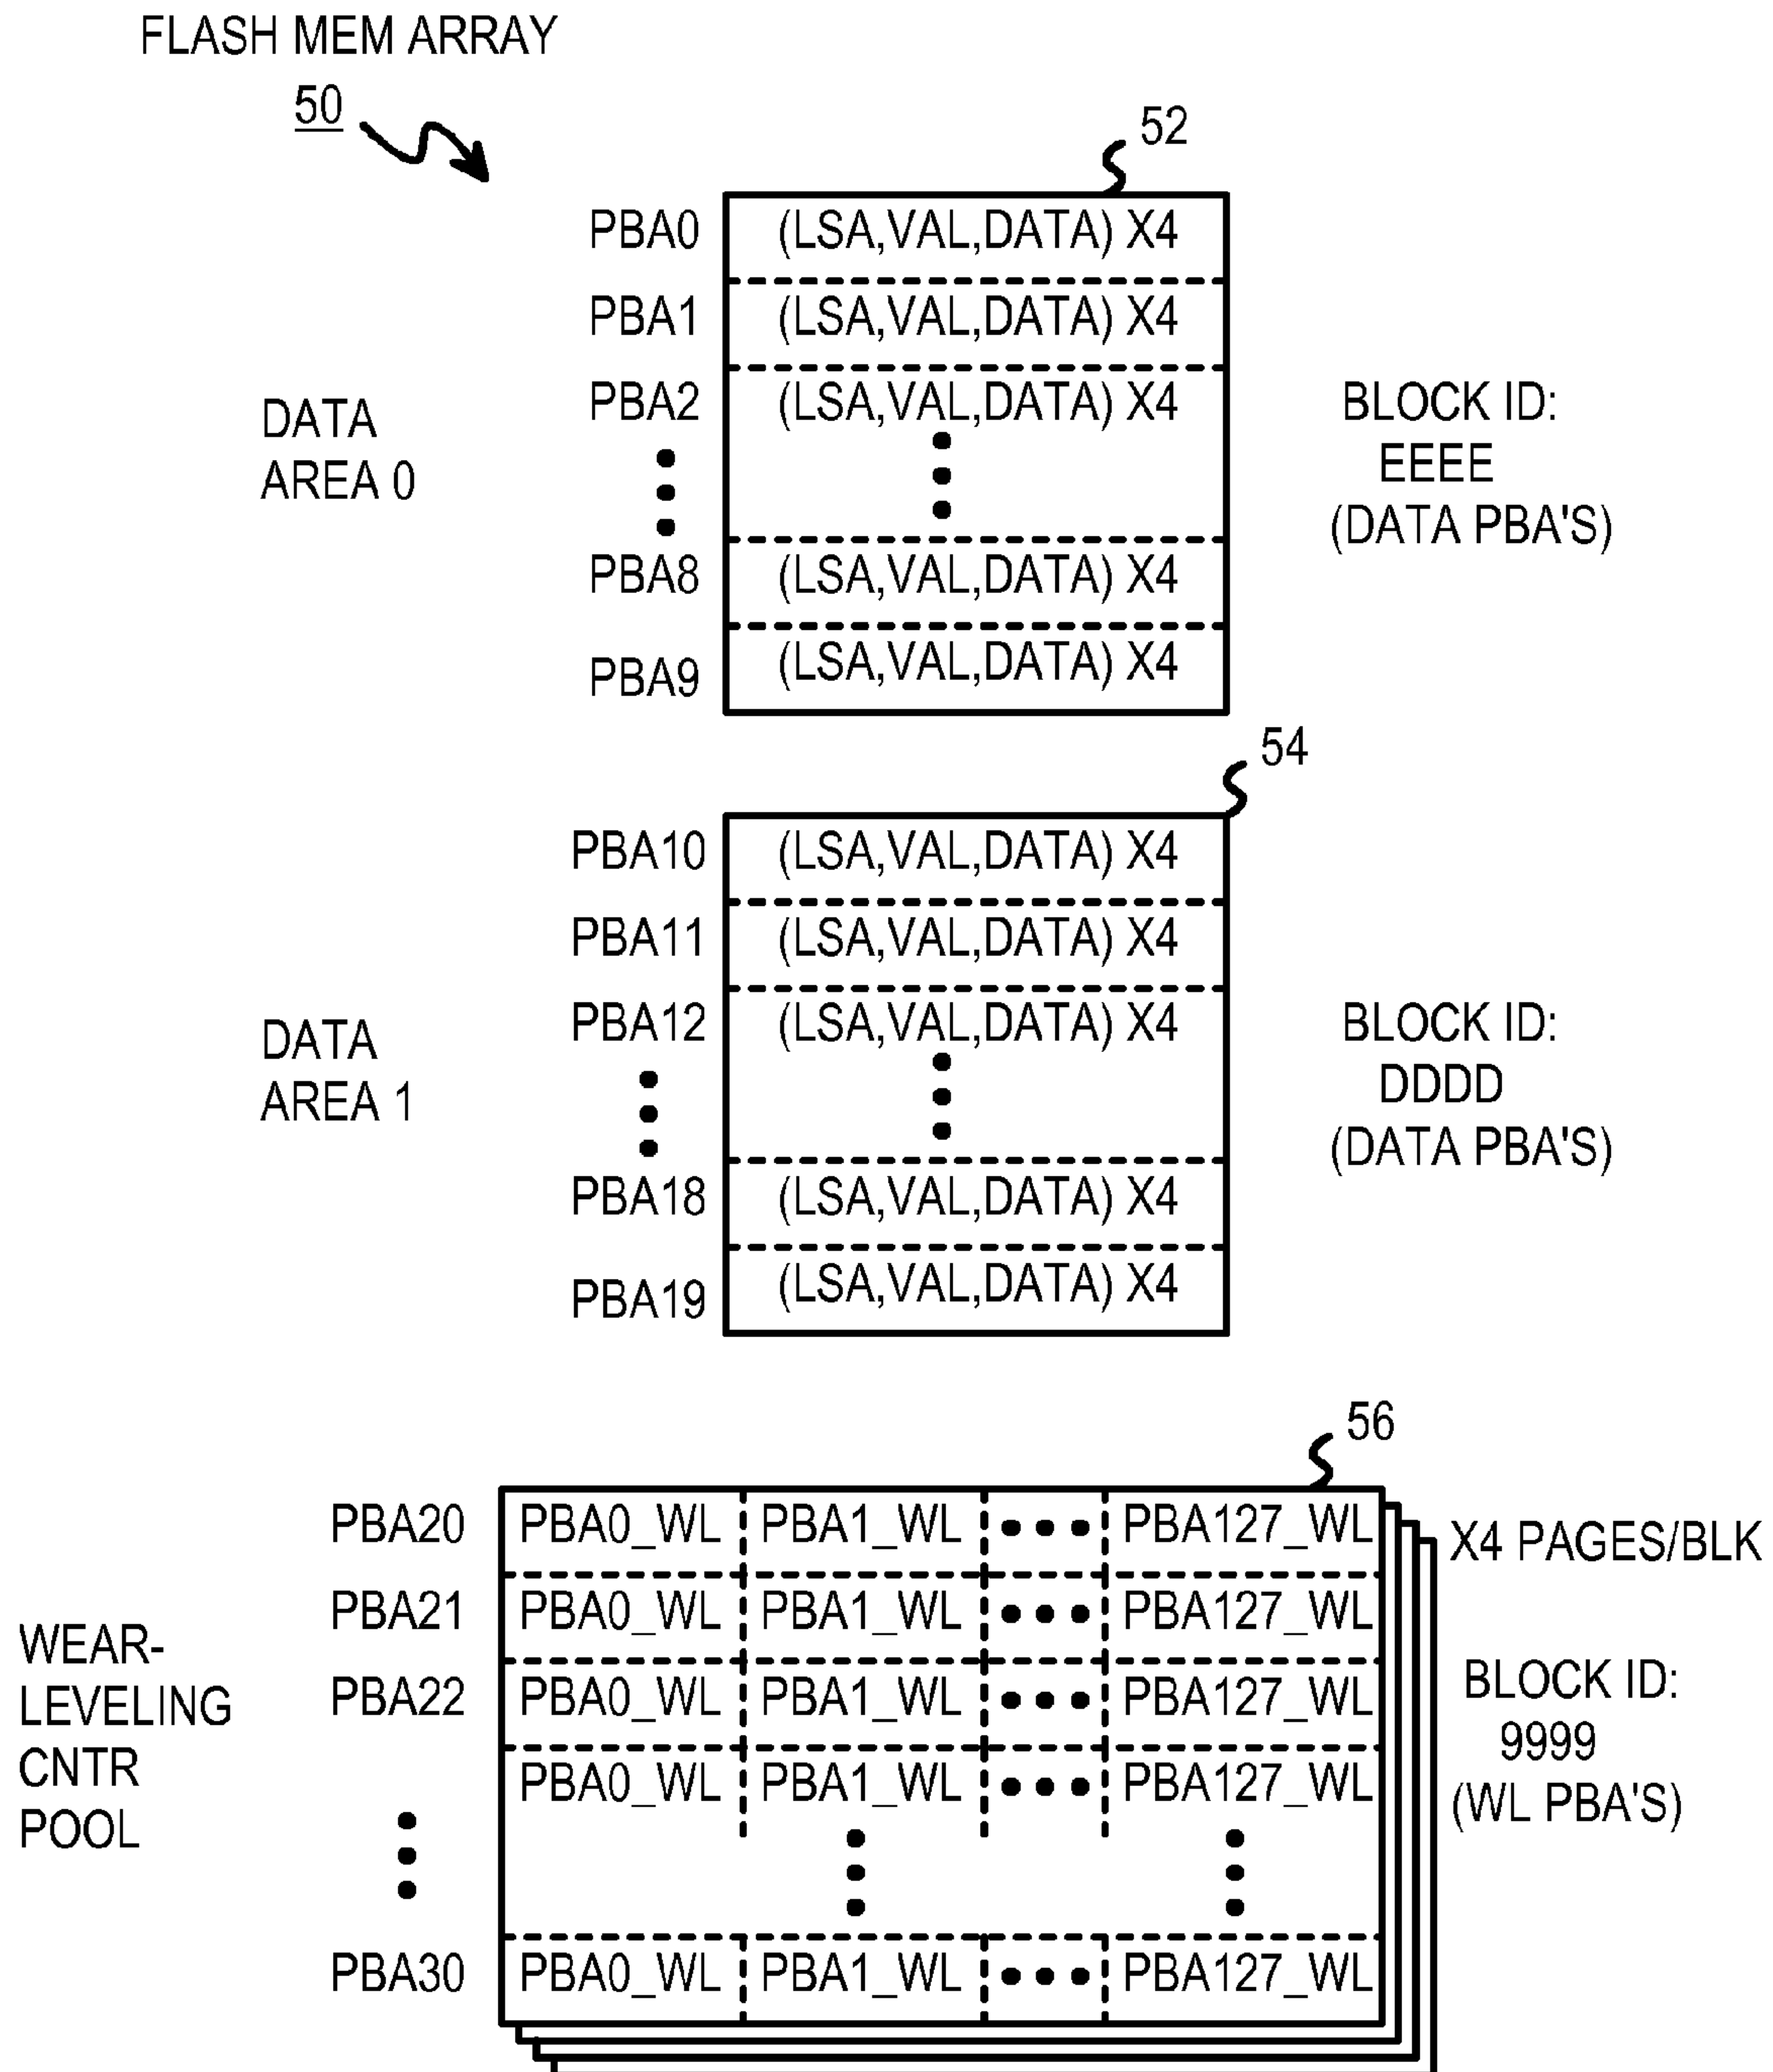 FLASH MEM ARRAY
50
52
PBA0 (LSA,VAL,DATA) X4
PBA1 (LSA,VAL,DATA) X4
PBA2 (LSA,VAL,DATA) X4
PBA8 (LSA,VAL,DATA) X4
PBA9 (LSA,VAL,DATA) X4
DATA
AREA 0
BLOCK ID:
EEEE
(DATA PBA'S)
54
PBA10 (LSA,VAL,DATA) X4
PBA11 (LSA,VAL,DATA) X4
PBA12 (LSA,VAL,DATA) X4
PBA18 (LSA,VAL,DATA) X4
PBA19 (LSA,VAL,DATA) X4
DATA
AREA 1
BLOCK ID:
DDDD
(DATA PBA'S)
56
PBA20 PBA0_WL PBA1_WL PBA127_WL
PBA21 PBA0_WL PBA1_WL PBA127_WL
PBA22 PBA0_WL PBA1_WL PBA127_WL
PBA0_WL PBA1_WL PBA127_WL
PBA30 PBA0_WL PBA1_WL PBA127_WL
WEAR-
LEVELING
CNTR
POOL
X4 PAGES/BLK
BLOCK ID:
9999
(WL PBA'S)